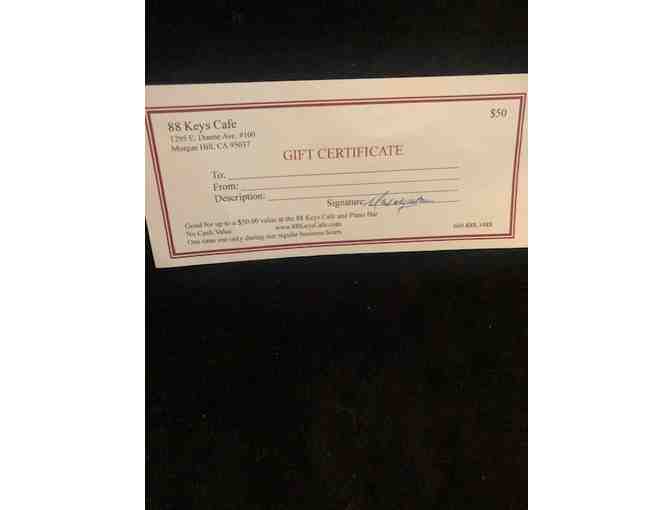 88 Keys Cafe
$50
1295 E. Dunne Ave. #100
Morgan Hill, CA 95037
GIFT CERTIFICATE
To:
From:
Description:
Signature
Good for up to a $50.00 value at the 88 Keys Cafe and Piano Bar
No Cash Value
www.88KeysCafe.com
One time use only during our regular business hours